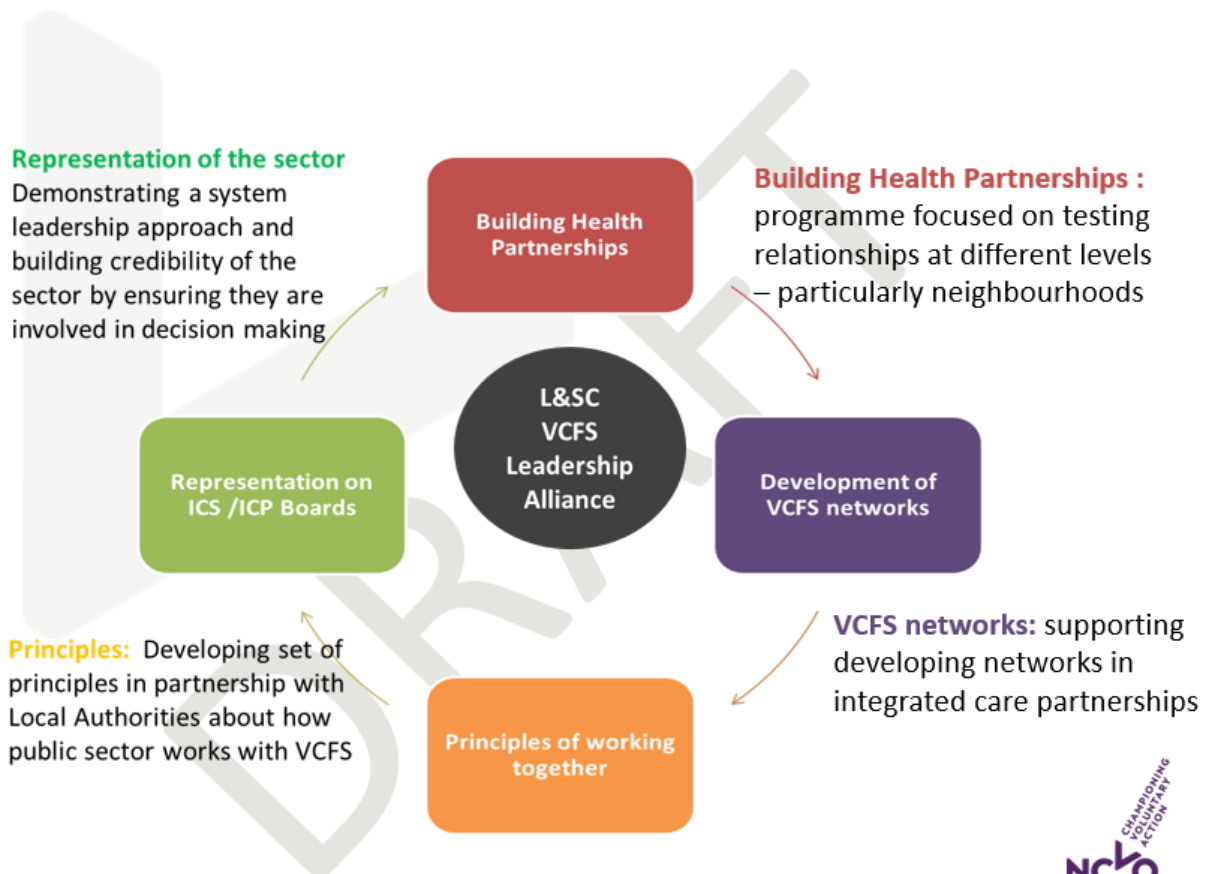 Representation of the sector
Demonstrating a system
leadership approach and
building credibility of the
sector by ensuring they are
involved in decision making
Building Health
Partnerships
Building Health Partnerships :
programme focused on testing
relationships at different levels
– particularly neighbourhoods
L&SC
VCFS
Leadership
Alliance
Representation on
ICS /ICP Boards
Development of
VCFS networks
Principles: Developing set of
principles in partnership with
Local Authorities about how
public sector works with VCFS
Principles of working
together
VCFS networks: supporting
developing networks in
integrated care partnerships
DRAFT
CHAMPIONING
VOLUNTARY
ACTION
NCVO